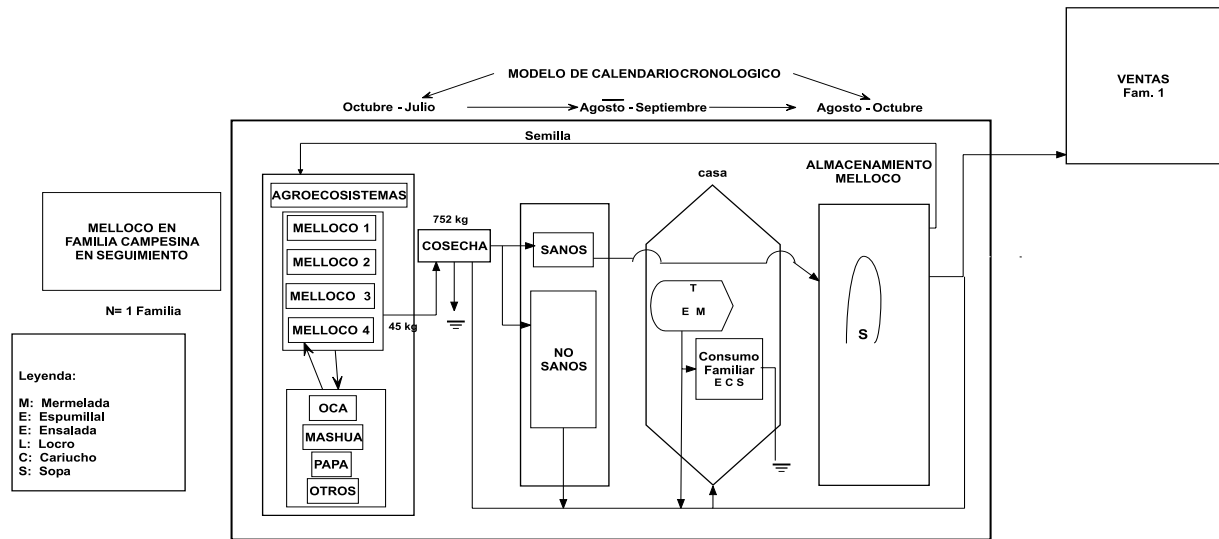 MODELO DE CALENDARIOCRONOLOGICO
Octubre - Julio
Agosto - Septiembre
Agosto - Octubre
VENTAS
Fam. 1
Semilla
MELLOCO EN
FAMILIA CAMPESINA
EN SEGUIMIENTO
N= 1 Familia
Leyenda:
M: Mermelada
E: Espumillal
E: Ensalada
L: Locro
C: Cariucho
S: Sopa
AGROECOSISTEMAS
MELLOCO 1
MELLOCO 2
MELLOCO 3
MELLOCO 4
OCA
MASHUA
PAPA
OTROS
45 kg
752 kg
COSECHA
SANOS
NO
SANOS
casa
T
E M
Consumo
Familiar
E C S
ALMACENAMIENTO
MELLOCO
S